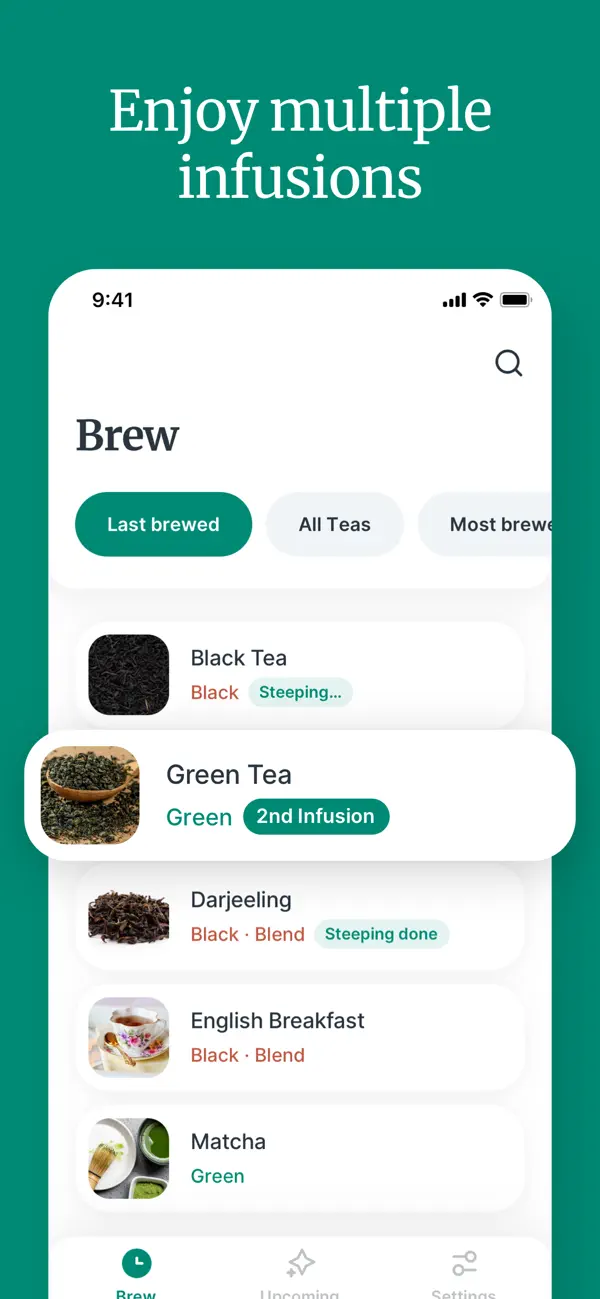 Enjoy multiple
infusions
9:41
Brew
Last brewed
All Teas
Most brewe
Black Tea
Black
Steeping...
Green Tea
Green
2nd Infusion
Darjeeling
Black · Blend
Steeping done
English Breakfast
Black · Blend
Matcha
Green
Brew
Upcoming
Settings